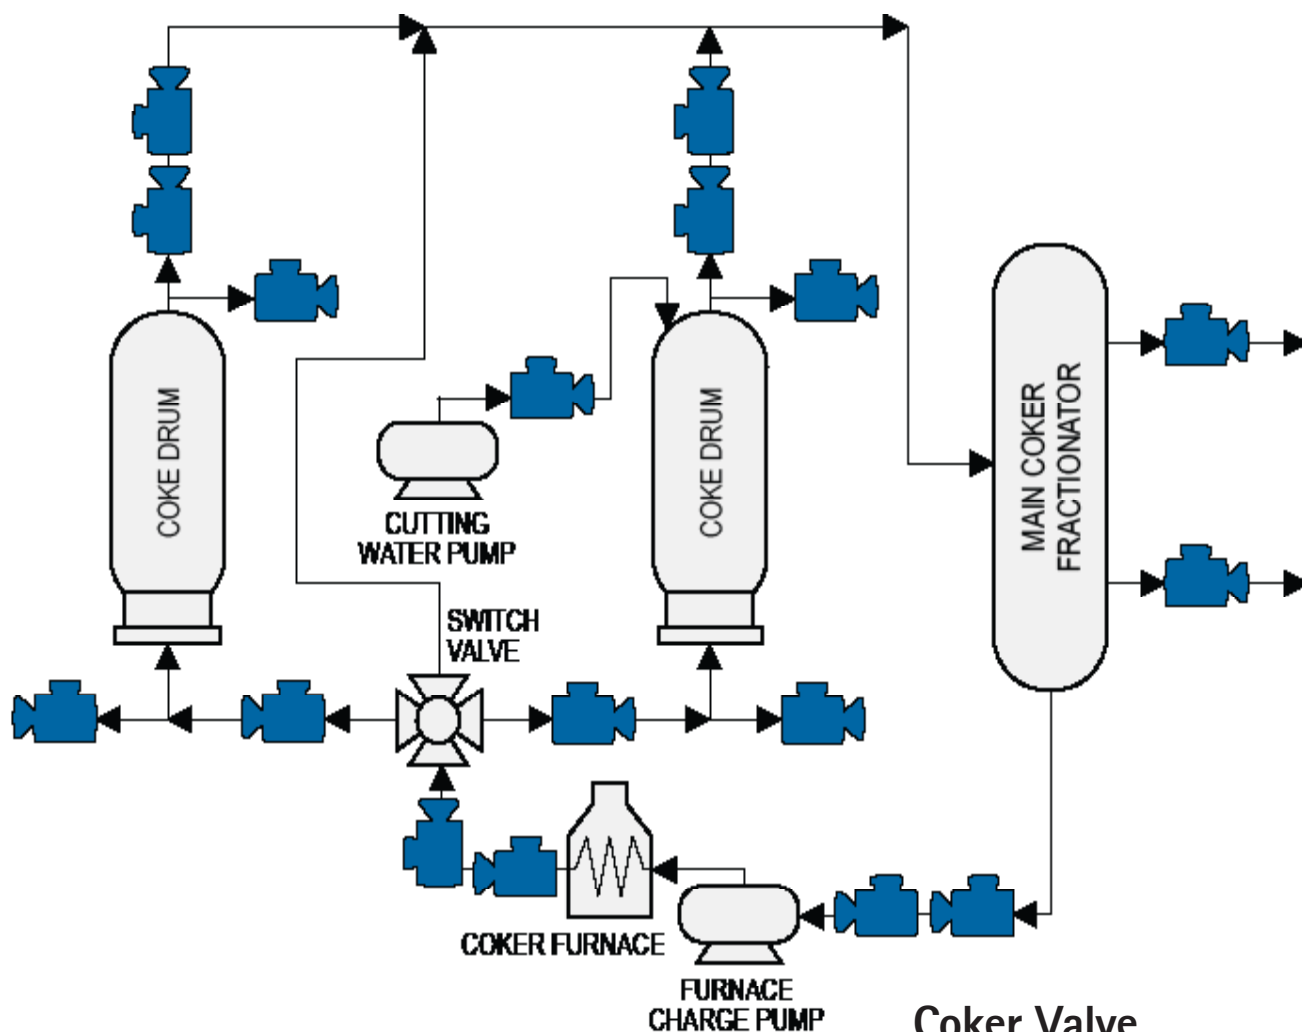 COKE DRUM
CUTTING
WATER PUMP
COKE DRUM
MAIN COKER
FRACTIONATOR
SWITCH
VALVE
COKER FURNACE
FURNACE
CHARGE PUMP
Coker Valve